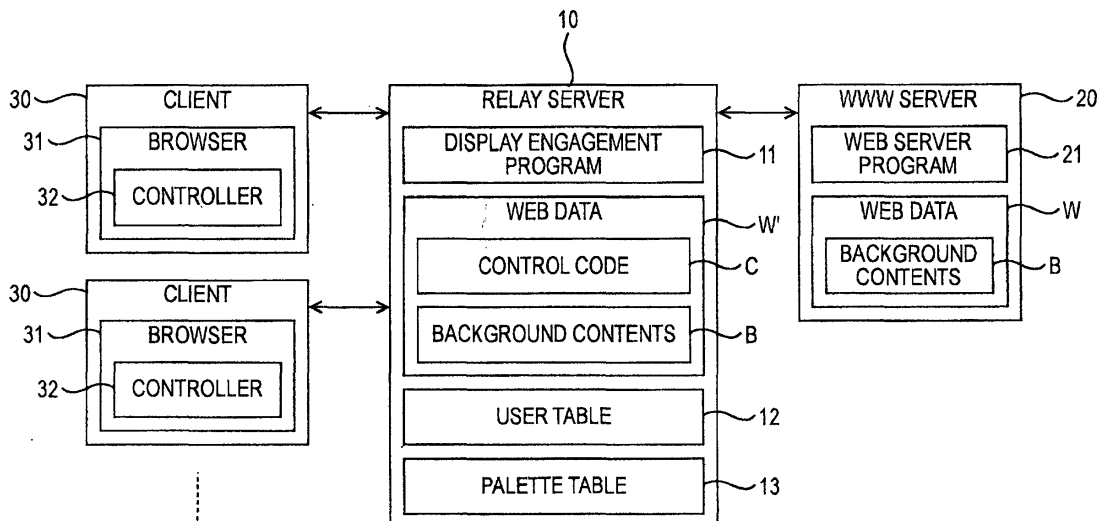 10
30
CLIENT
31
BROWSER
32
CONTROLLER
30
CLIENT
31
BROWSER
32
CONTROLLER
RELAY SERVER
DISPLAY ENGAGEMENT
PROGRAM
11
WEB DATA
W'
CONTROL CODE
C
BACKGROUND CONTENTS
B
USER TABLE
12
PALETTE TABLE
13
WWW SERVER
20
WEB SERVER
PROGRAM
21
WEB DATA
W
BACKGROUND
CONTENTS
B